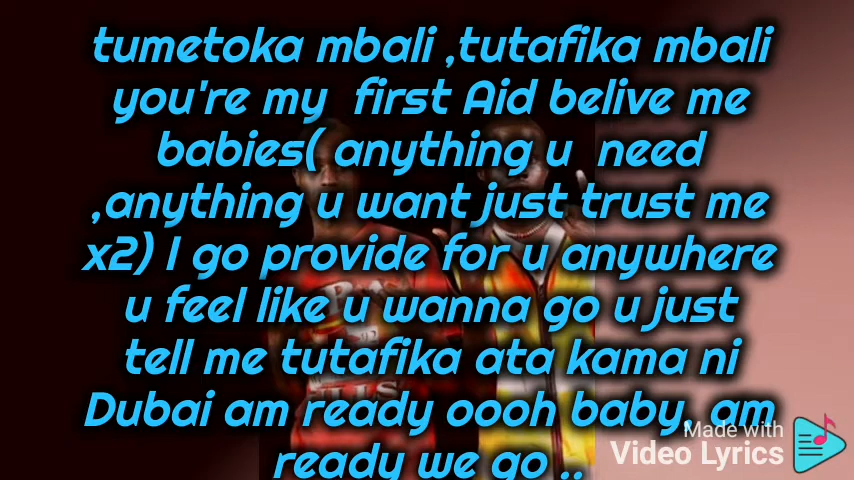 tumetoka mbali ,tutafika mbali
you're my first Aid belive me
babies( anything u need
,anything u want just trust me
x2) I go provide for u anywhere
u feel like u wanna go u just
tell me tutafika ata kama ni
Dubai am ready oooh baby, am
ready we go ..
Made with
Video Lyrics